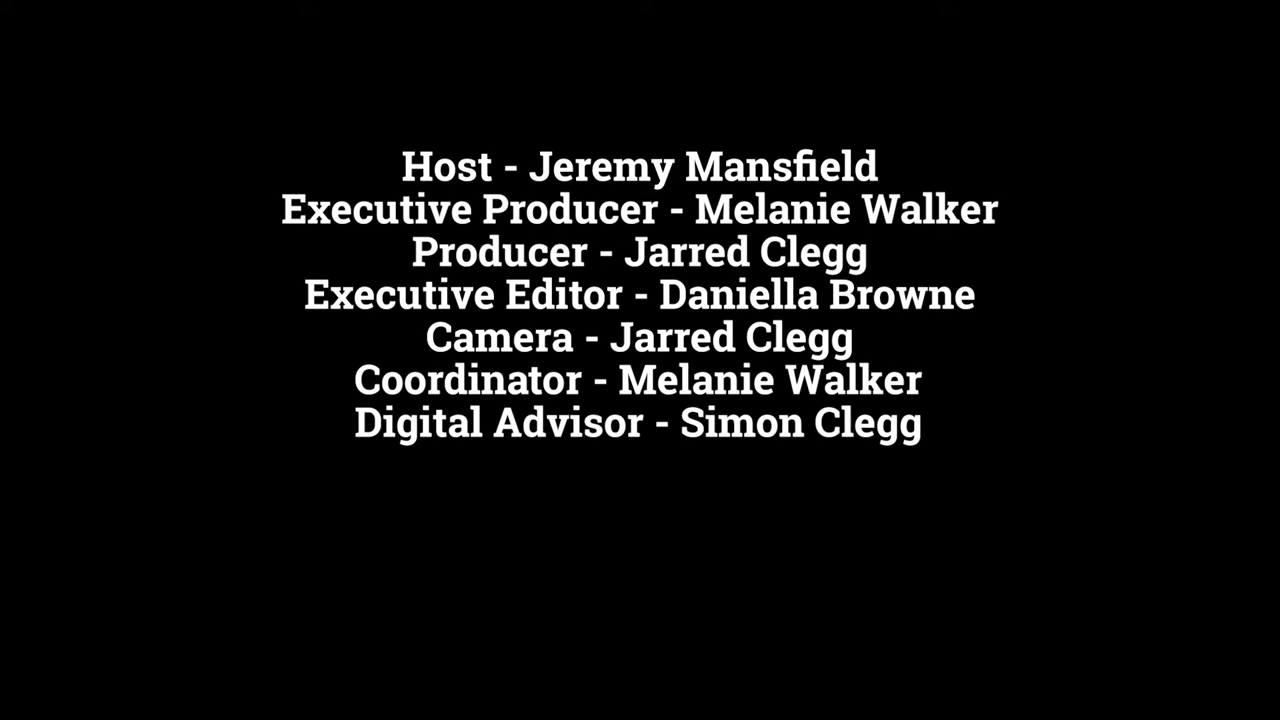 Host - Jeremy Mansfield
Executive Producer - Melanie Walker
Producer - Jarred Clegg
Executive Editor - Daniella Browne
Camera - Jarred Clegg
Coordinator - Melanie Walker
Digital Advisor - Simon Clegg